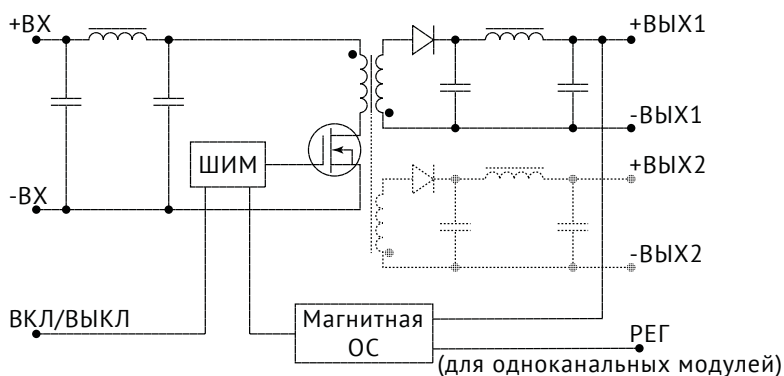 +ВХ
+ВЫХ1
-ВЫХ1
ШИМ
+ВЫХ2
-ВХ
-ВЫХ2
ВКЛ/ВЫКЛ
Магнитная
ОС
РЕГ
(для одноканальных модулей)